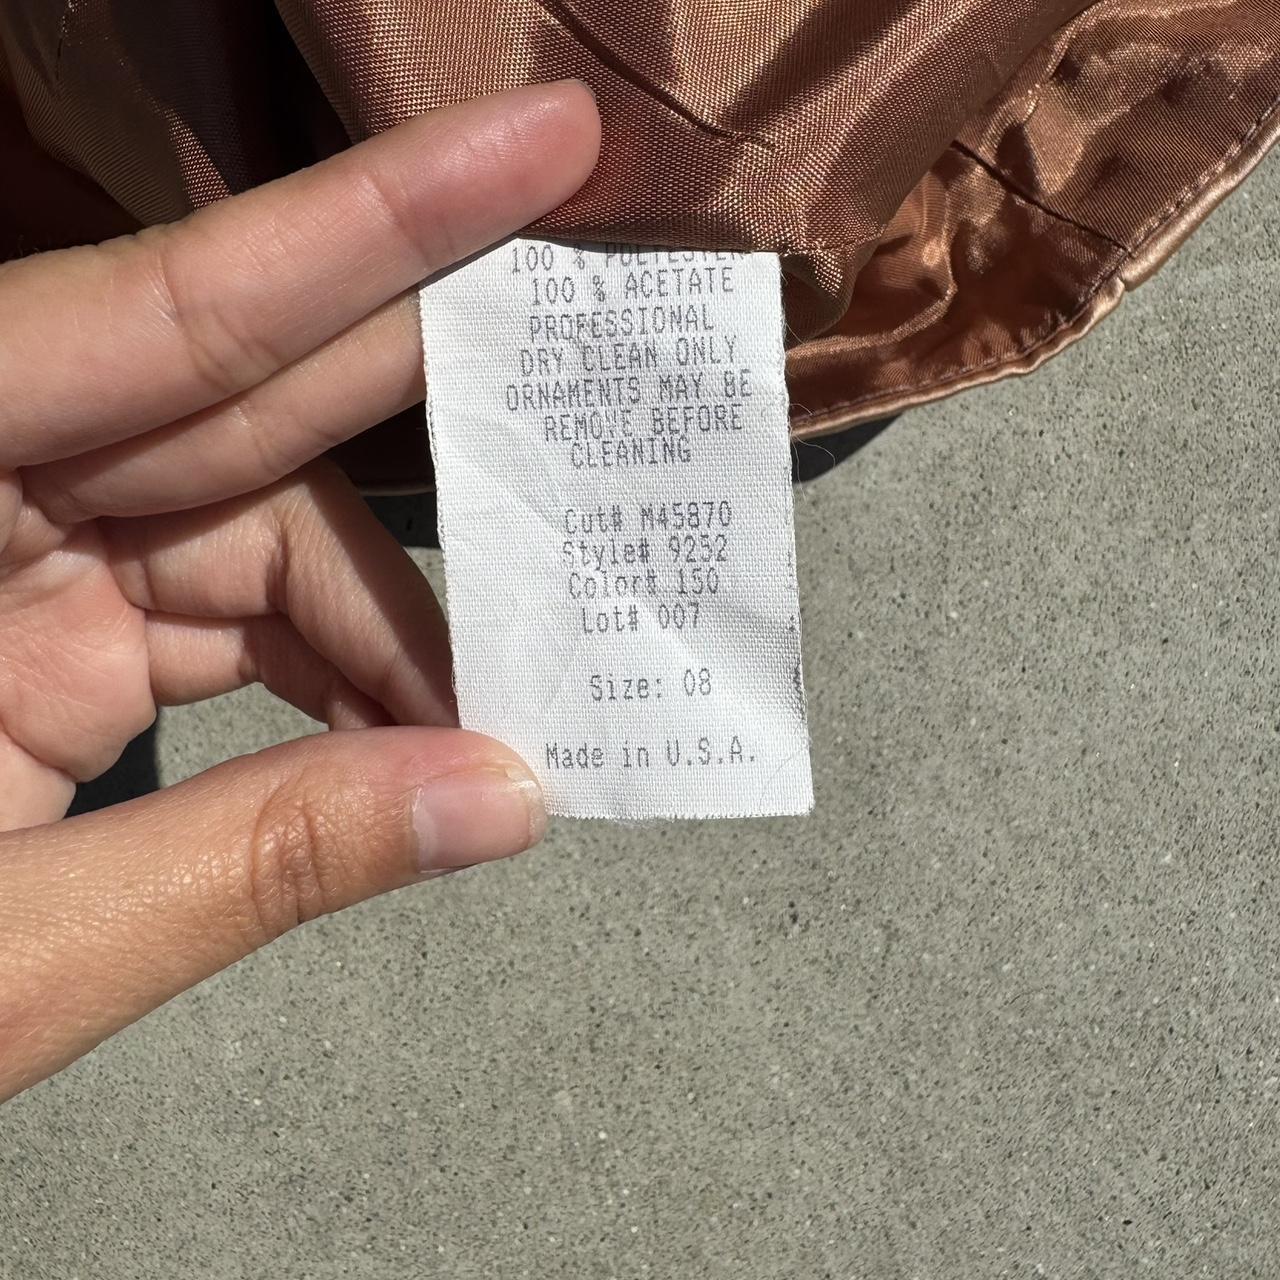 100 % POLYESTER
100 % ACETATE
PROFESSIONAL
DRY CLEAN ONLY
ORNAMENTS MAY BE
REMOVE BEFORE
CLEANING
Cut# M45870
Style# 9252
Color# 150
Lot# 007
Size: 08
Made in U.S.A.